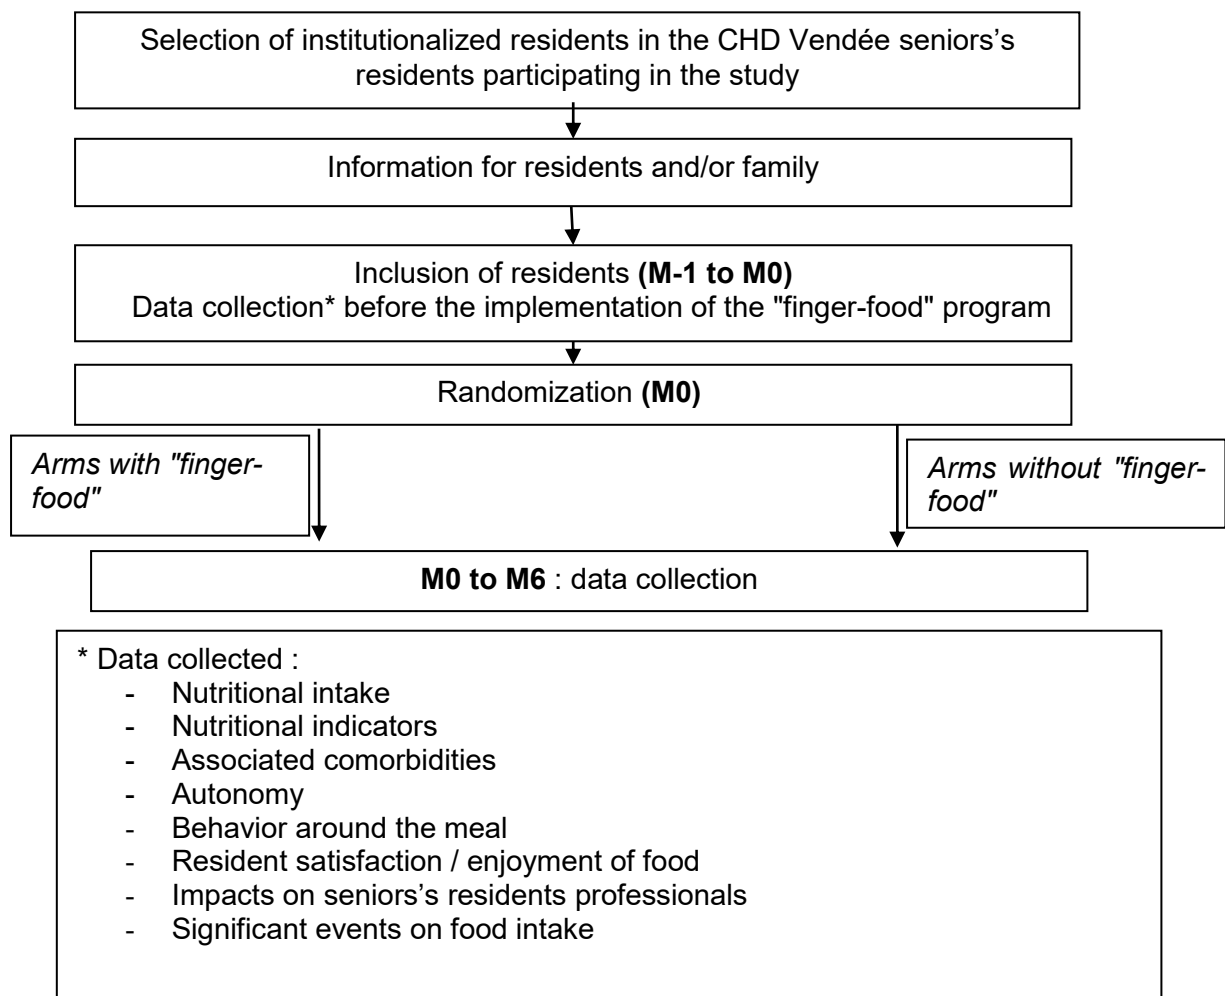 Selection of institutionalized residents in the CHD Vendée seniors's
residents participating in the study
Information for residents and/or family
Inclusion of residents (M-1 to M0)
Data collection* before the implementation of the "finger-food" program
Randomization (M0)
Arms with "finger-
food"
Arms without "finger-
food"
M0 to M6 : data collection
* Data collected :
- Nutritional intake
- Nutritional indicators
- Associated comorbidities
- Autonomy
- Behavior around the meal
- Resident satisfaction / enjoyment of food
- Impacts on seniors's residents professionals
- Significant events on food intake